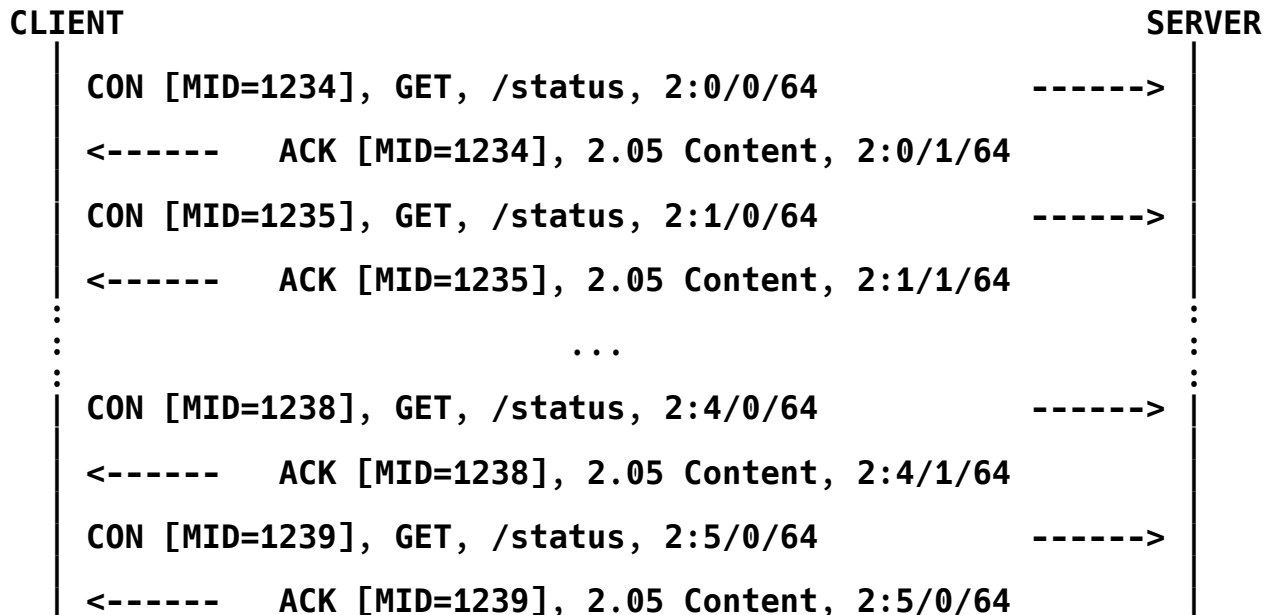 CLIENT SERVER
CON [MID=1234], GET, /status, 2:0/0/64 ------>
<------ ACK [MID=1234], 2.05 Content, 2:0/1/64
CON [MID=1235], GET, /status, 2:1/0/64 ------>
<------ ACK [MID=1235], 2.05 Content, 2:1/1/64
...
CON [MID=1238], GET, /status, 2:4/0/64 ------>
<------ ACK [MID=1238], 2.05 Content, 2:4/1/64
CON [MID=1239], GET, /status, 2:5/0/64 ------>
<------ ACK [MID=1239], 2.05 Content, 2:5/0/64